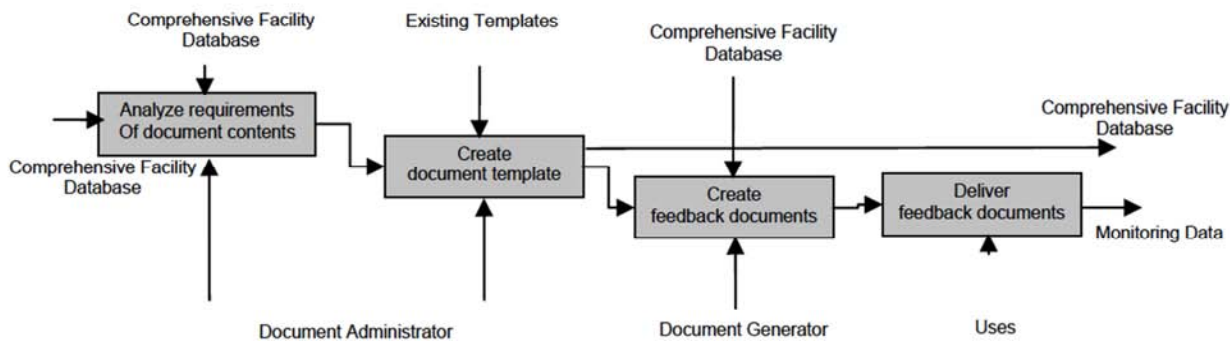 Comprehensive Facility
Database
Existing Templates
Comprehensive Facility
Database
Analyze requirements
Of document contents
Comprehensive Facility
Database
Comprehensive Facility
Database
Create
document template
Create
feedback documents
Deliver
feedback documents
Monitoring Data
Document Administrator
Document Generator
Uses